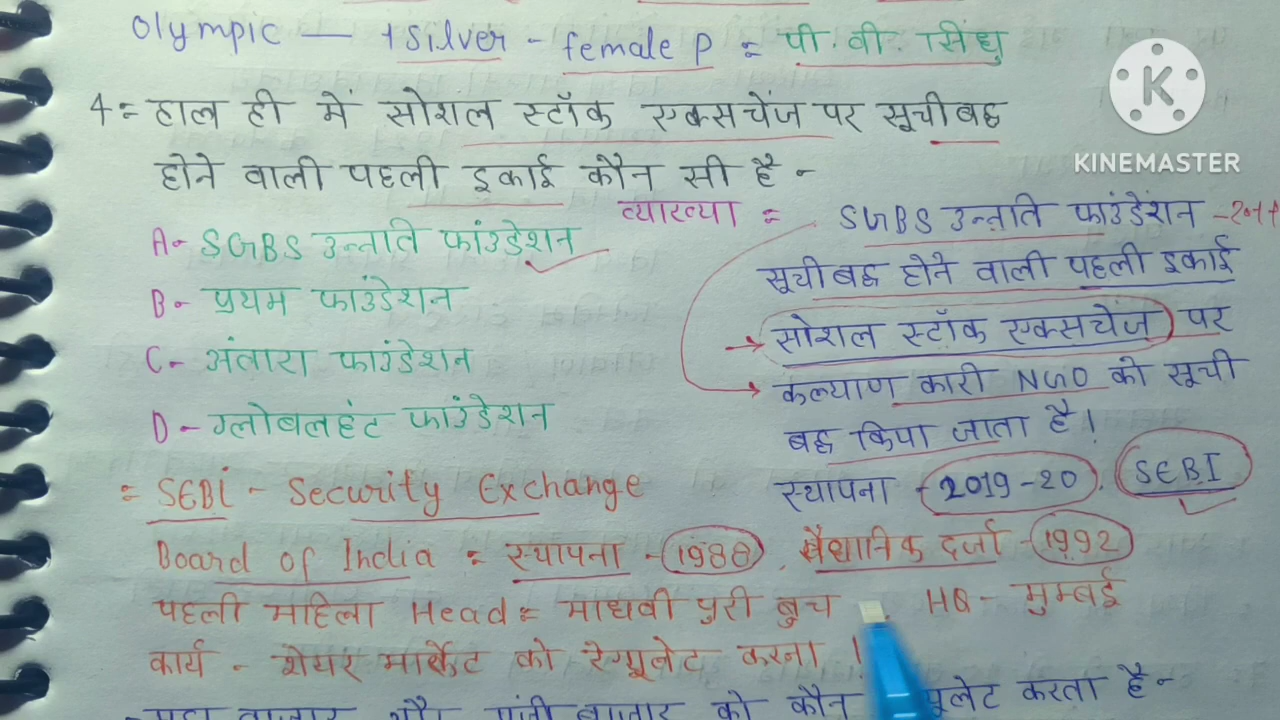 Olympic — 1 Silver - female P = पी. वी. सिंधु
4 = हाल ही में सोशल स्टॉक एक्सचेंज पर सूचीबद्ध
होने वाली पहली इकाई कौन सी है -
A - SGBS उन्नति फांउडेशन
B - प्रथम फाउंडेशन
C - अंतारा फाउंडेशन
D - ग्लोबलहंट फाउंडेशन
व्याख्या = SGBS उन्नति फाउंडेंशन
सूचीबद्ध होने वाली पहली इकाई
→ सोशल स्टॉक एक्सचेंज पर
→ कल्याण कारी NGO को सूची
बद्ध किया जाता है।
स्थापना - 2019-20. SEBI
= SEBI - Security Exchange
Board of India = स्थापना - 1988, वैधानिक दर्जा - 1992
पहली महिला Head = माधवी पुरी बुच. HQ - मुम्बई
कार्य - शेयर मार्केट को रेग्यूलेट करना।
बाजार को कौन करता है -
KINEMASTER